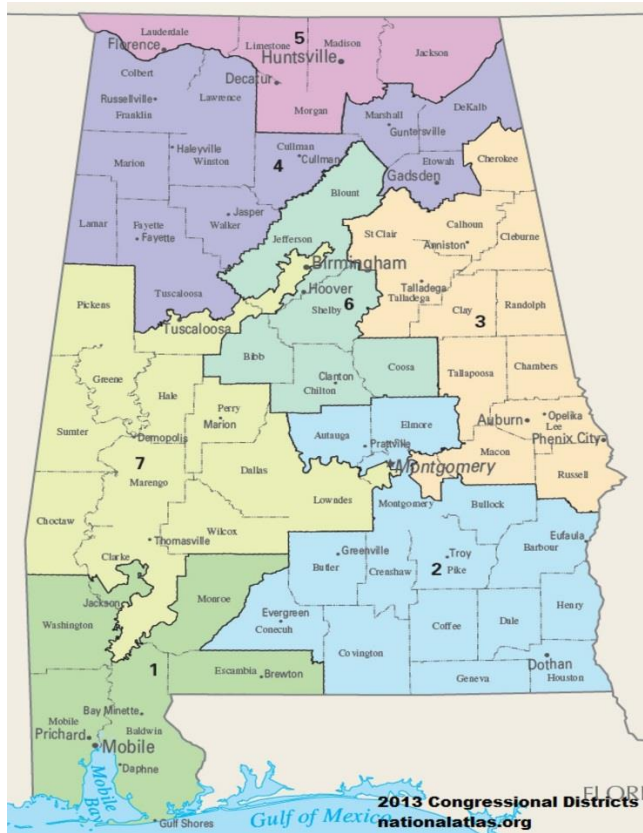 Lauderdale
Florence
Limestone
5
Madison
Huntsville
Jackson
Decatur
Colbert
Lawrence
Russellville
Franklin
Morgan
Marshall
DeKalb
Guntersville
Haleyville
Winston
Marion
Cullman
Cullman
4
Etowah
Gadsden
Cherokee
Blount
Lamar
Fayette
Fayette
Jasper
Walker
Jefferson
St Clair
Calhoun
Cleburne
Anniston
Birmingham
Tuscaloosa
Hoover
Talladega
Talladega
Pickens
6
Shelby
Clay
3
Randolph
Tuscaloosa
Bibb
Greene
Hale
Clanton
Chilton
Coosa
Tallapoosa
Chambers
Perry
Marion
Sumter
Demopolis
Autauga
Prattville
Elmore
Auburn
Opelika
Lee
Phenix City
7
Marengo
Dallas
Montgomery
Macon
Russell
Lowndes
Montgomery
Bullock
Choctaw
Wilcox
Thomasville
Clarke
Greenville
Butler
Crenshaw
2
Troy
Pike
Barbour
Eufaula
Jackson
Monroe
Washington
Evergreen
Conecuh
Coffee
Dale
Henry
Covington
Dothan
Houston
Geneva
1
Escambia
Brewton
Bay Minette
Mobile
Baldwin
Prichard
Mobile
Daphne
Mobile
Bay
Gulf Shores
Gulf of Mexico
FLORI
2013 Congressional Districts
nationalatlas.org